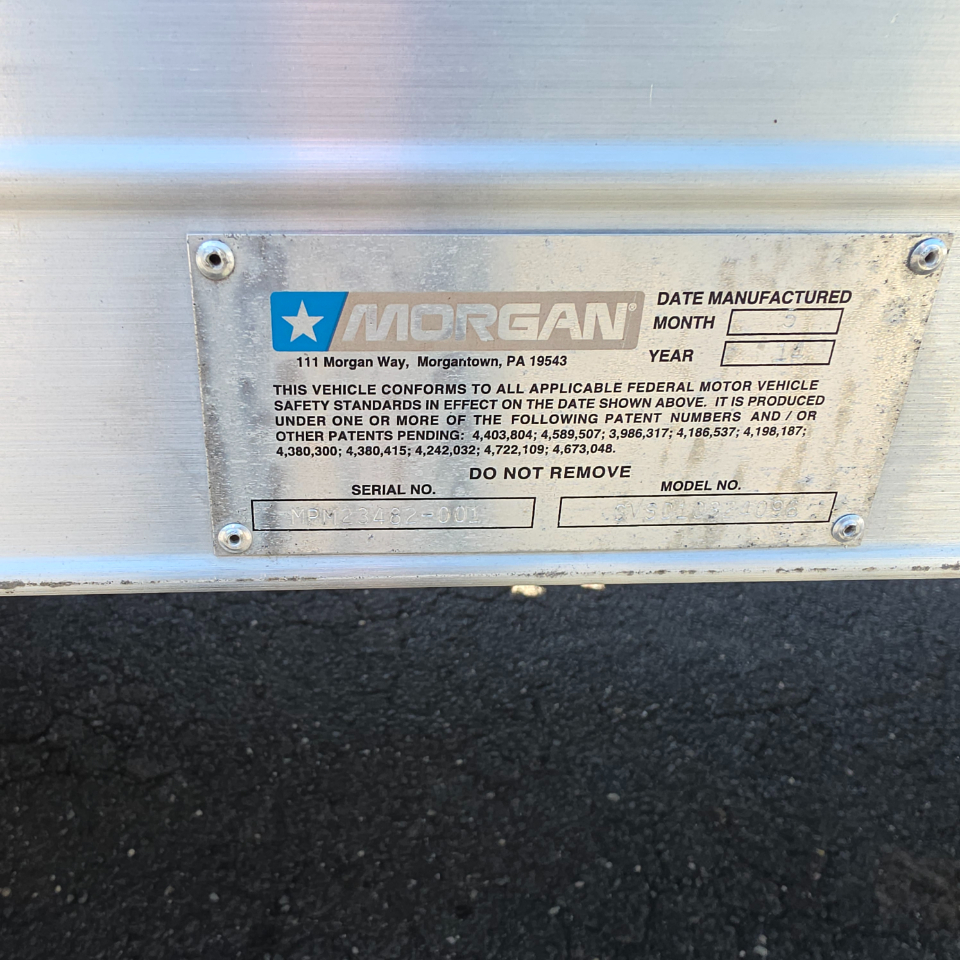 MORGAN®
111 Morgan Way, Morgantown, PA 19543
DATE MANUFACTURED
MONTH 9
YEAR
THIS VEHICLE CONFORMS TO ALL APPLICABLE FEDERAL MOTOR VEHICLE
SAFETY STANDARDS IN EFFECT ON THE DATE SHOWN ABOVE. IT IS PRODUCED
UNDER ONE OR MORE OF THE FOLLOWING PATENT NUMBERS AND / OR
OTHER PATENTS PENDING: 4,403,804; 4,589,507; 3,986,317; 4,186,537; 4,198,187;
4,380,300; 4,380,415; 4,242,032; 4,722,109; 4,673,048.
DO NOT REMOVE
SERIAL NO.
MPM23482-001
MODEL NO.